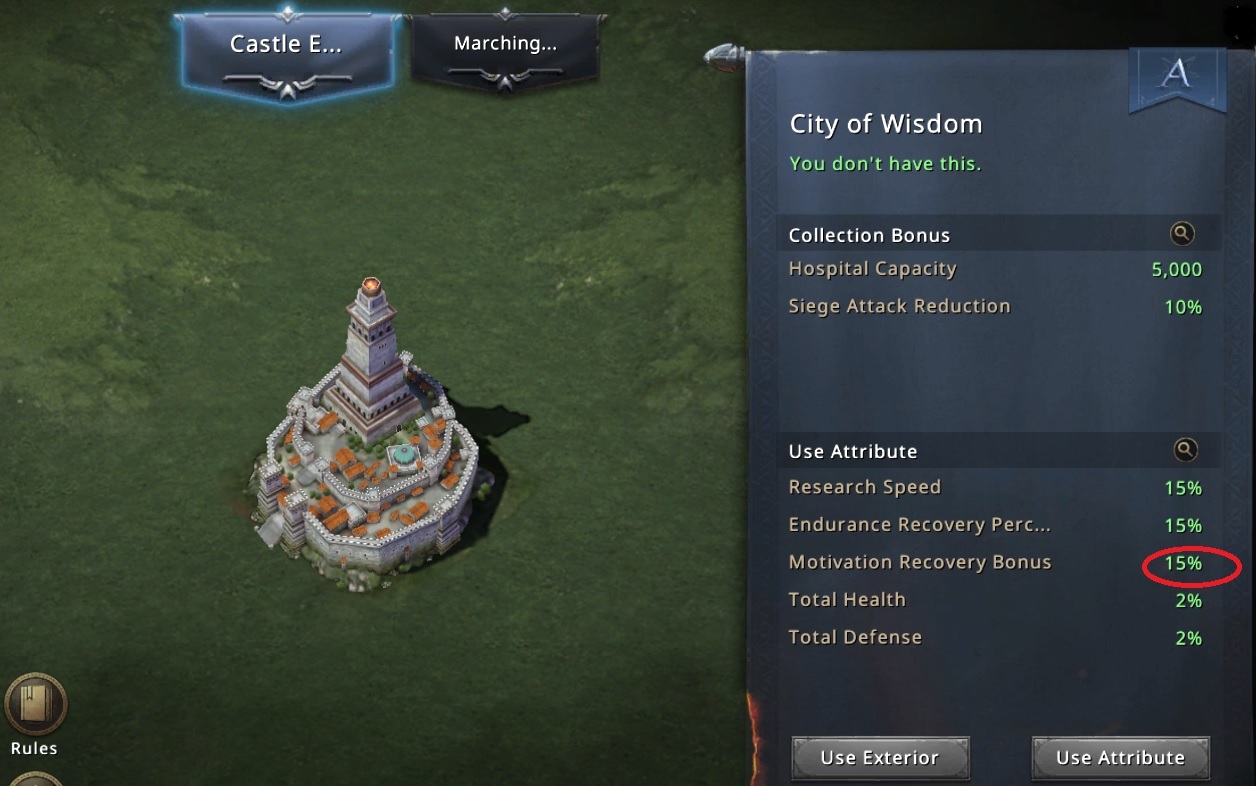 Castle E...
Marching...
A
City of Wisdom
You don't have this.
Collection Bonus
Hospital Capacity 5,000
Siege Attack Reduction 10%
Use Attribute
Research Speed 15%
Endurance Recovery Perc... 15%
Motivation Recovery Bonus 15%
Total Health 2%
Total Defense 2%
Rules
Use Exterior
Use Attribute